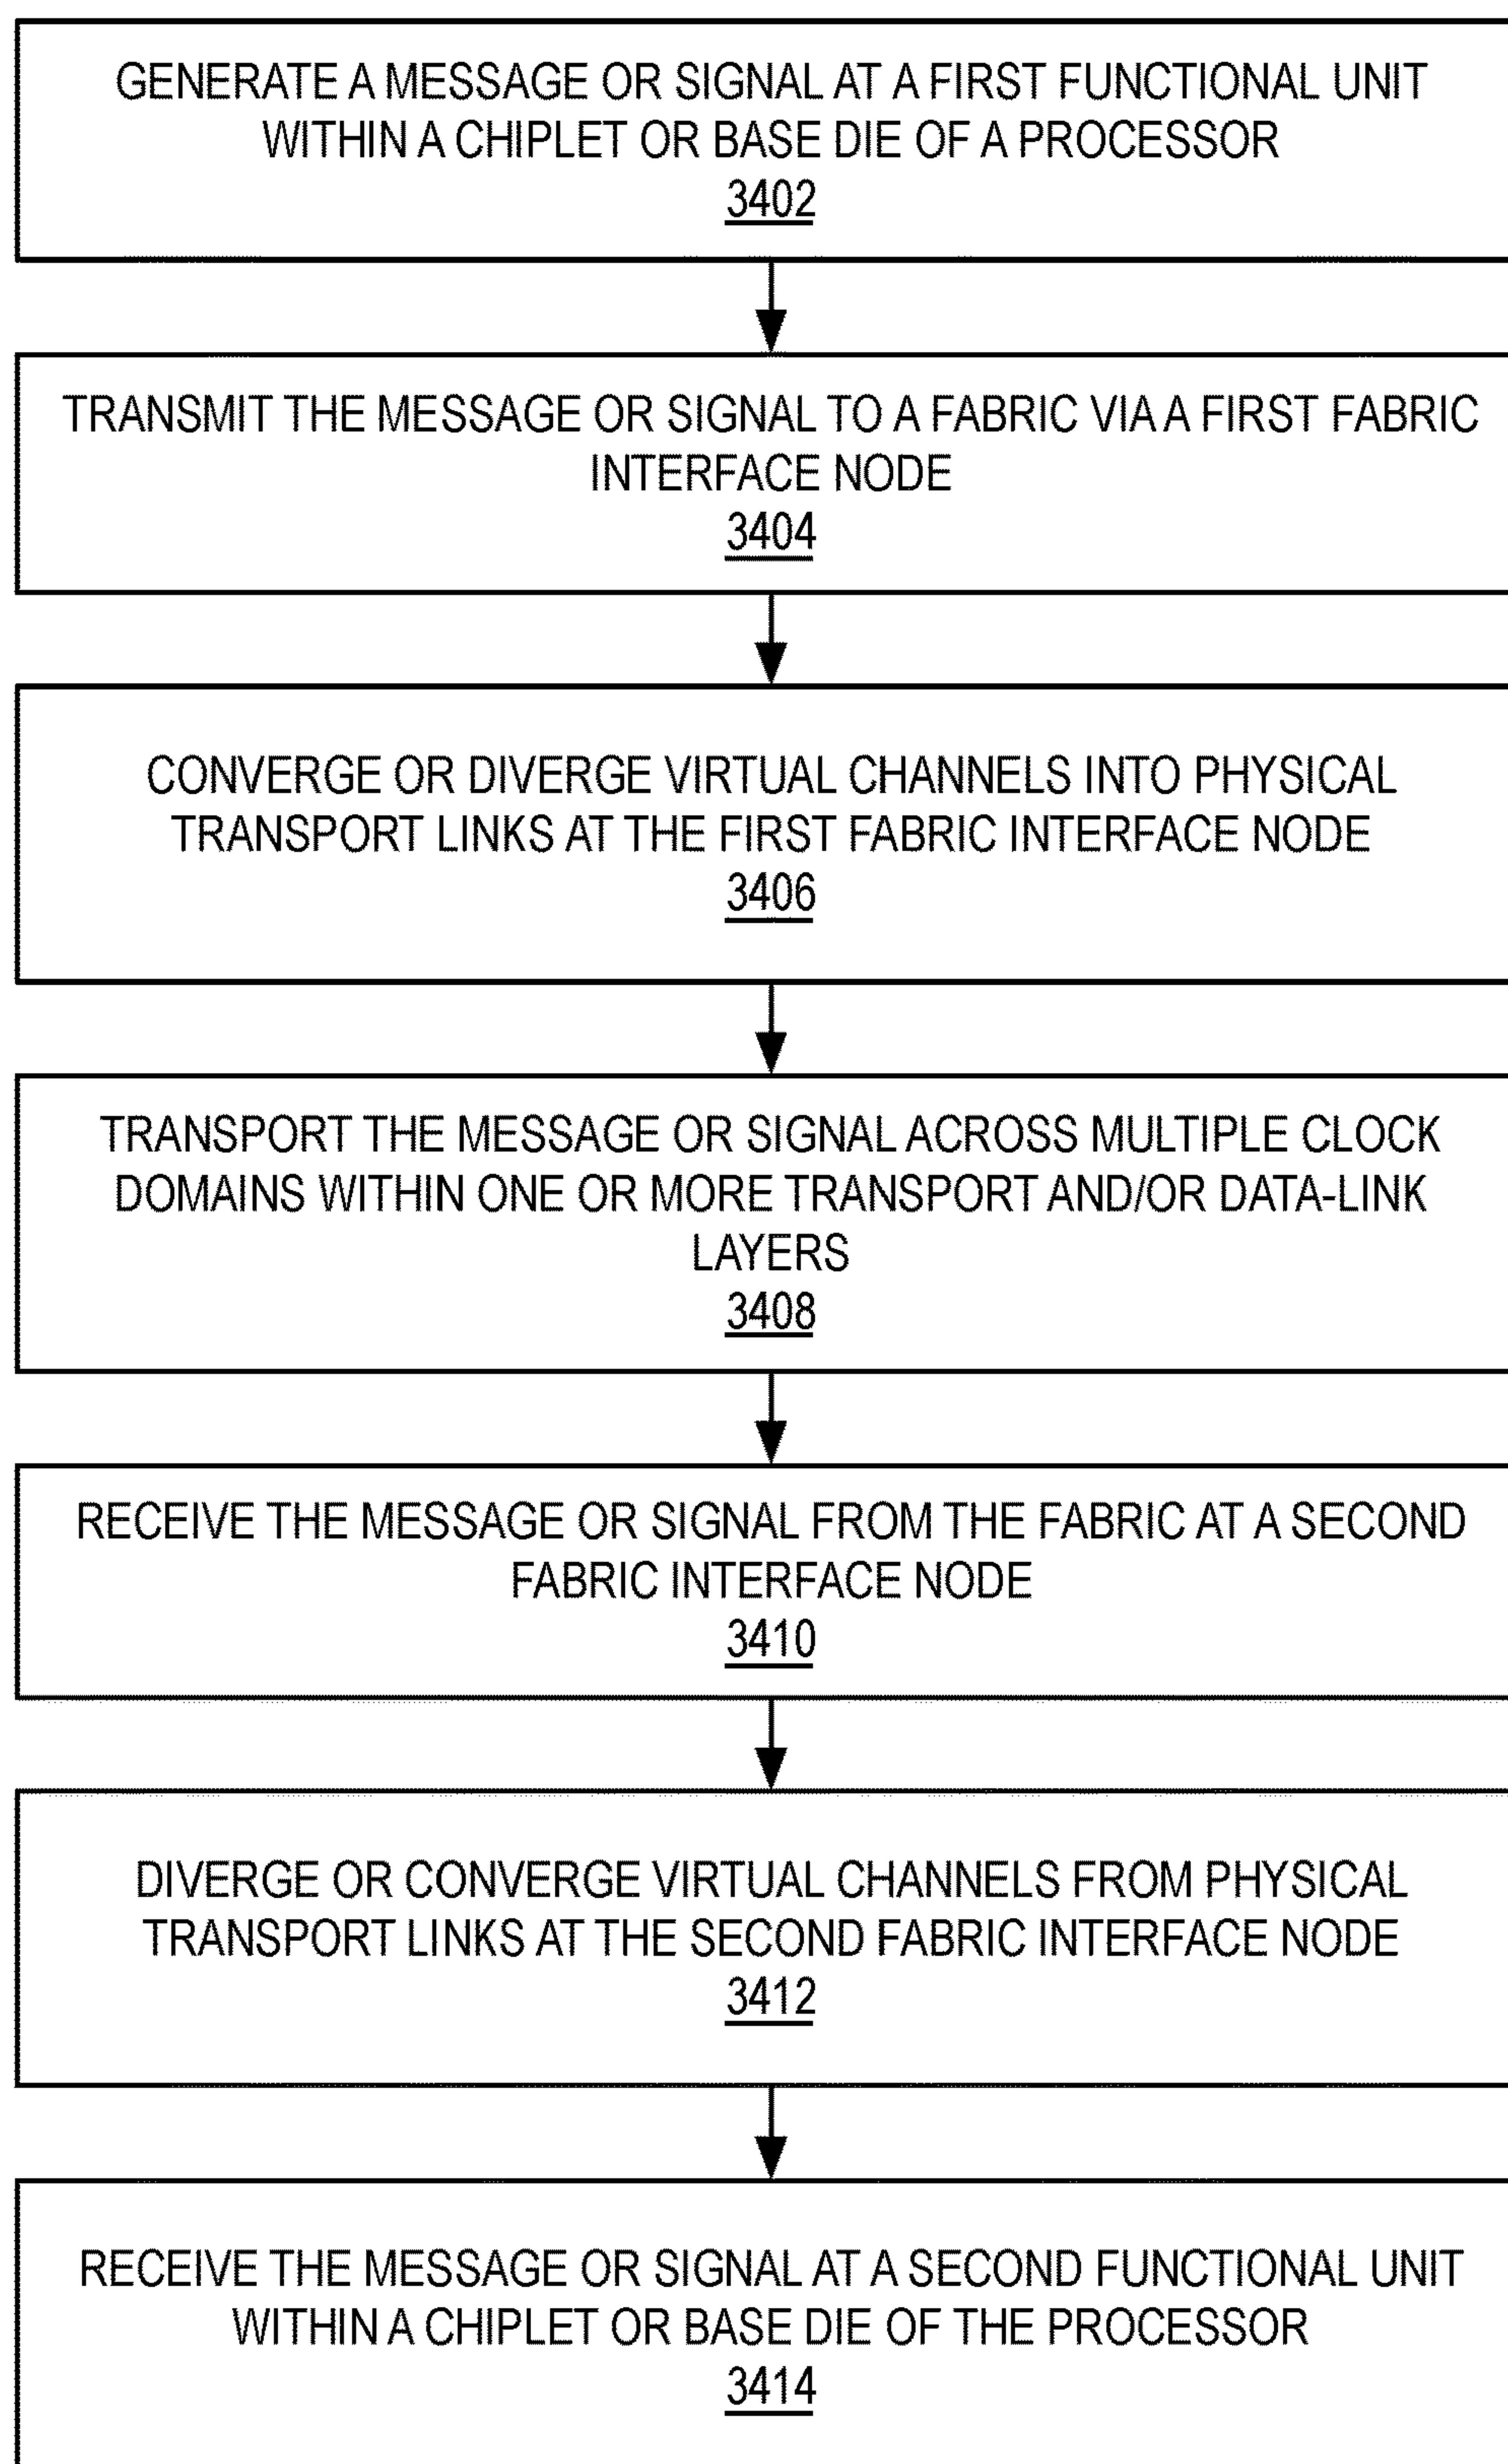 GENERATE A MESSAGE OR SIGNAL AT A FIRST FUNCTIONAL UNIT
WITHIN A CHIPLET OR BASE DIE OF A PROCESSOR
3402
TRANSMIT THE MESSAGE OR SIGNAL TO A FABRIC VIA A FIRST FABRIC
INTERFACE NODE
3404
CONVERGE OR DIVERGE VIRTUAL CHANNELS INTO PHYSICAL
TRANSPORT LINKS AT THE FIRST FABRIC INTERFACE NODE
3406
TRANSPORT THE MESSAGE OR SIGNAL ACROSS MULTIPLE CLOCK
DOMAINS WITHIN ONE OR MORE TRANSPORT AND/OR DATA-LINK
LAYERS
3408
RECEIVE THE MESSAGE OR SIGNAL FROM THE FABRIC AT A SECOND
FABRIC INTERFACE NODE
3410
DIVERGE OR CONVERGE VIRTUAL CHANNELS FROM PHYSICAL
TRANSPORT LINKS AT THE SECOND FABRIC INTERFACE NODE
3412
RECEIVE THE MESSAGE OR SIGNAL AT A SECOND FUNCTIONAL UNIT
WITHIN A CHIPLET OR BASE DIE OF THE PROCESSOR
3414